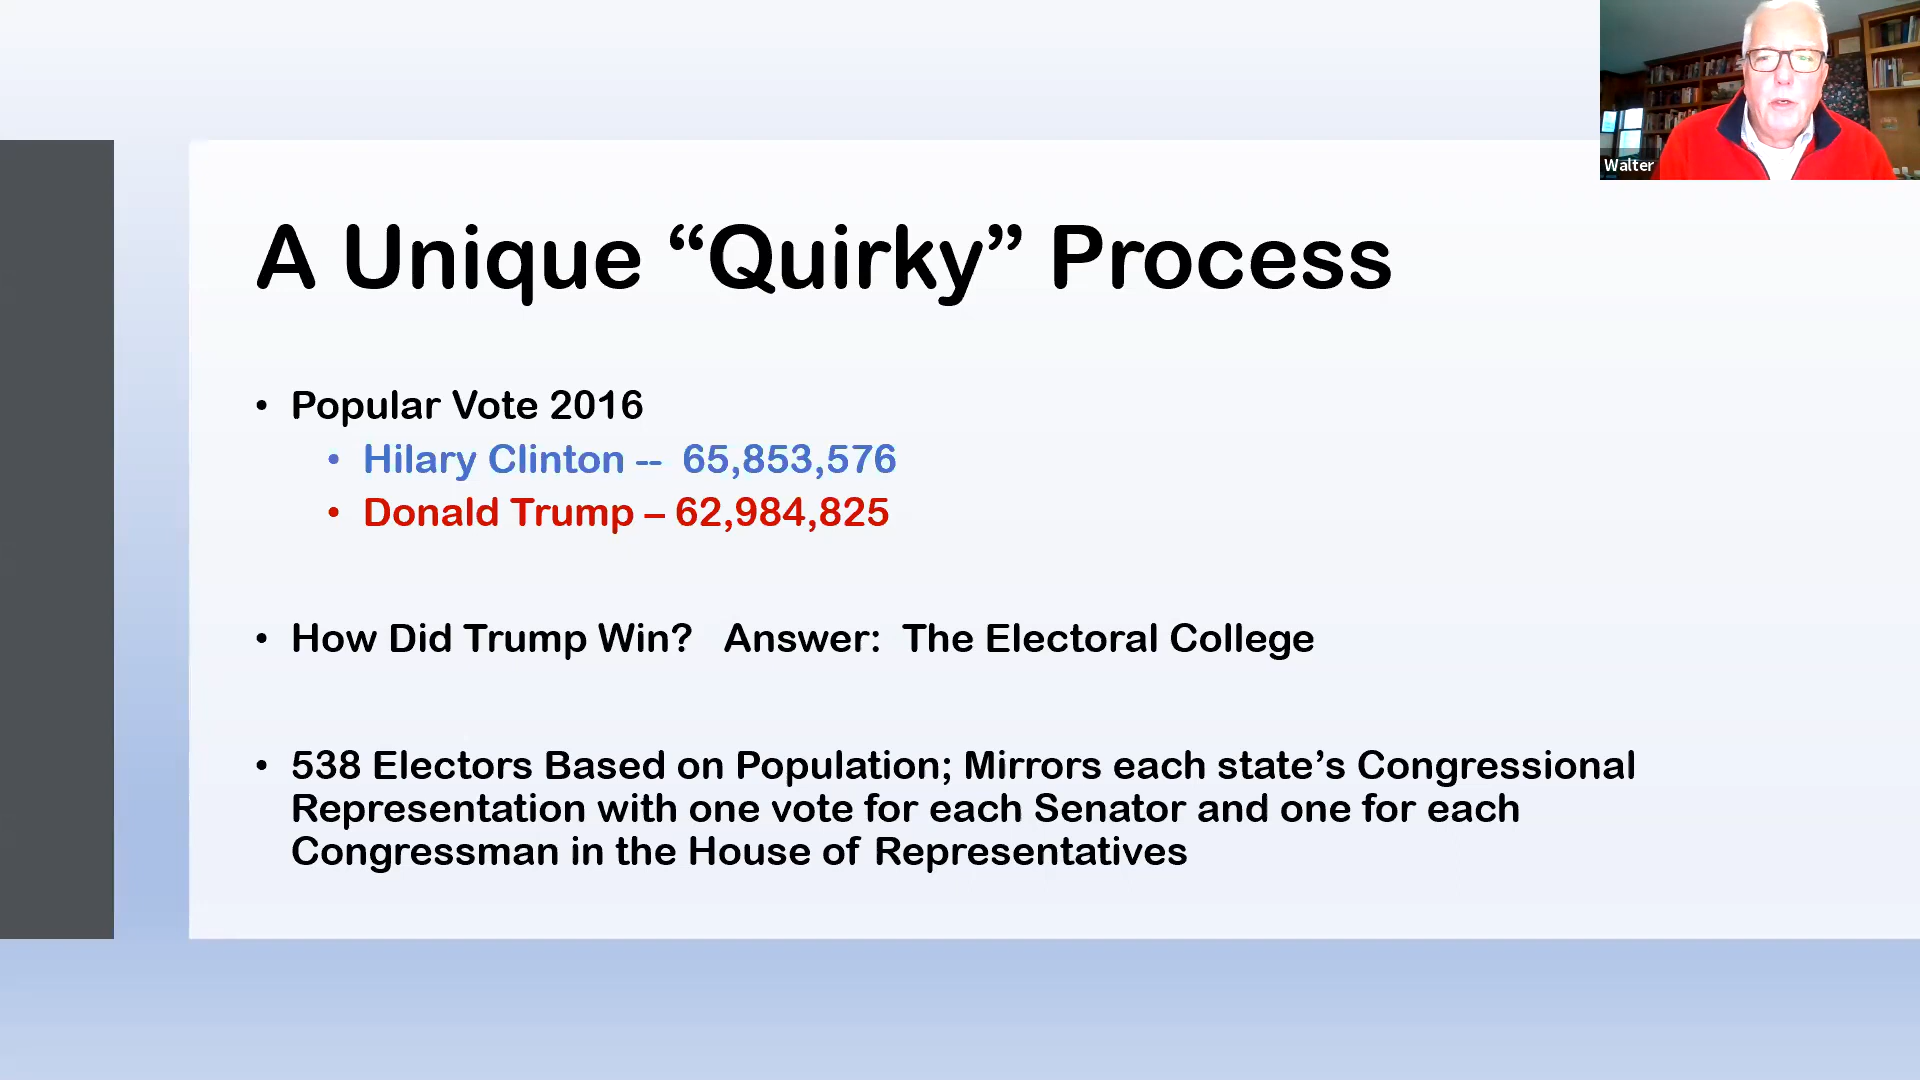 Walter
A Unique “Quirky” Process
• Popular Vote 2016
• Hilary Clinton -- 65,853,576
• Donald Trump – 62,984,825
• How Did Trump Win? Answer: The Electoral College
• 538 Electors Based on Population; Mirrors each state’s Congressional
Representation with one vote for each Senator and one for each
Congressman in the House of Representatives